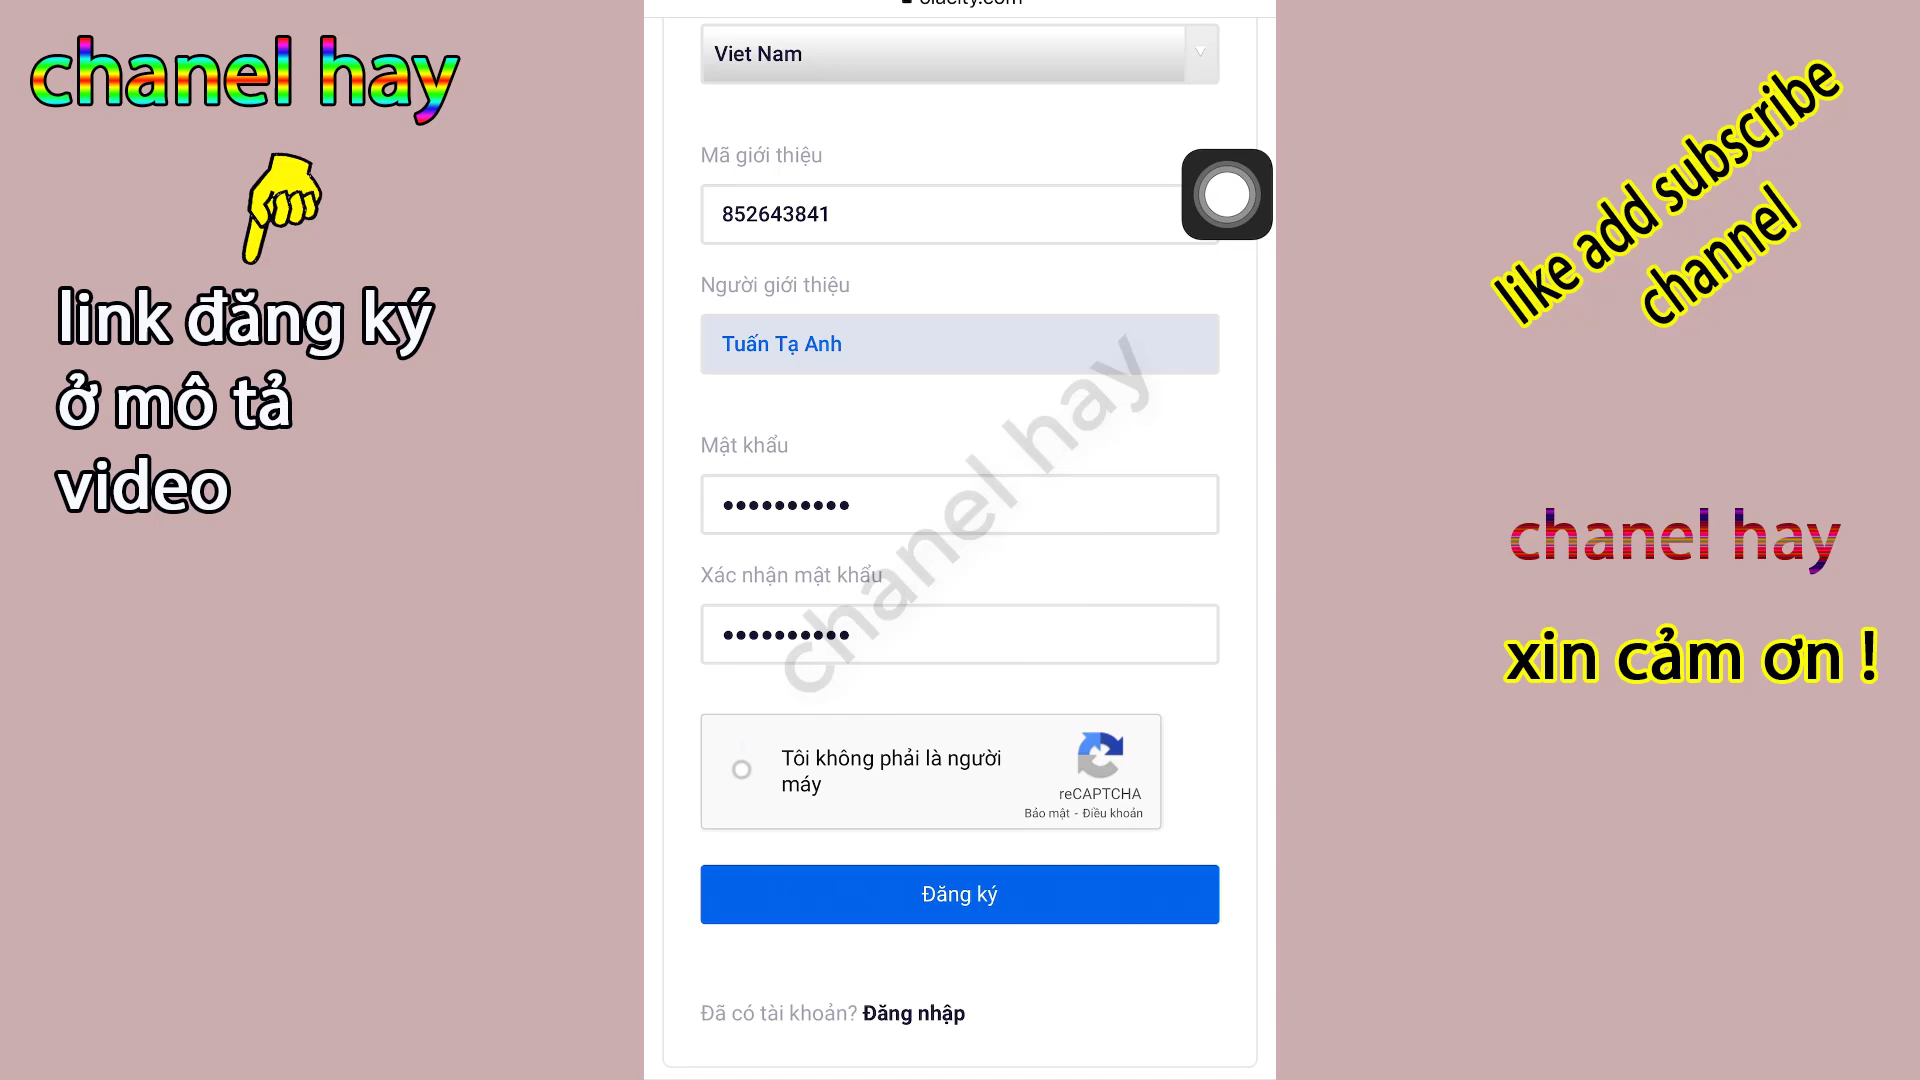 chanel hay
link đăng ký
ở mô tả
video
Viet Nam
Mã giới thiệu
852643841
Người giới thiệu
Tuấn Tạ Anh
Mật khẩu
Xác nhận mật khẩu
chanel hay
Tôi không phải là người
máy
reCAPTCHA
Bảo mật - Điều khoản
Đăng ký
Đã có tài khoản? Đăng nhập
like add subscribe
channel
chanel hay
xin cảm ơn !